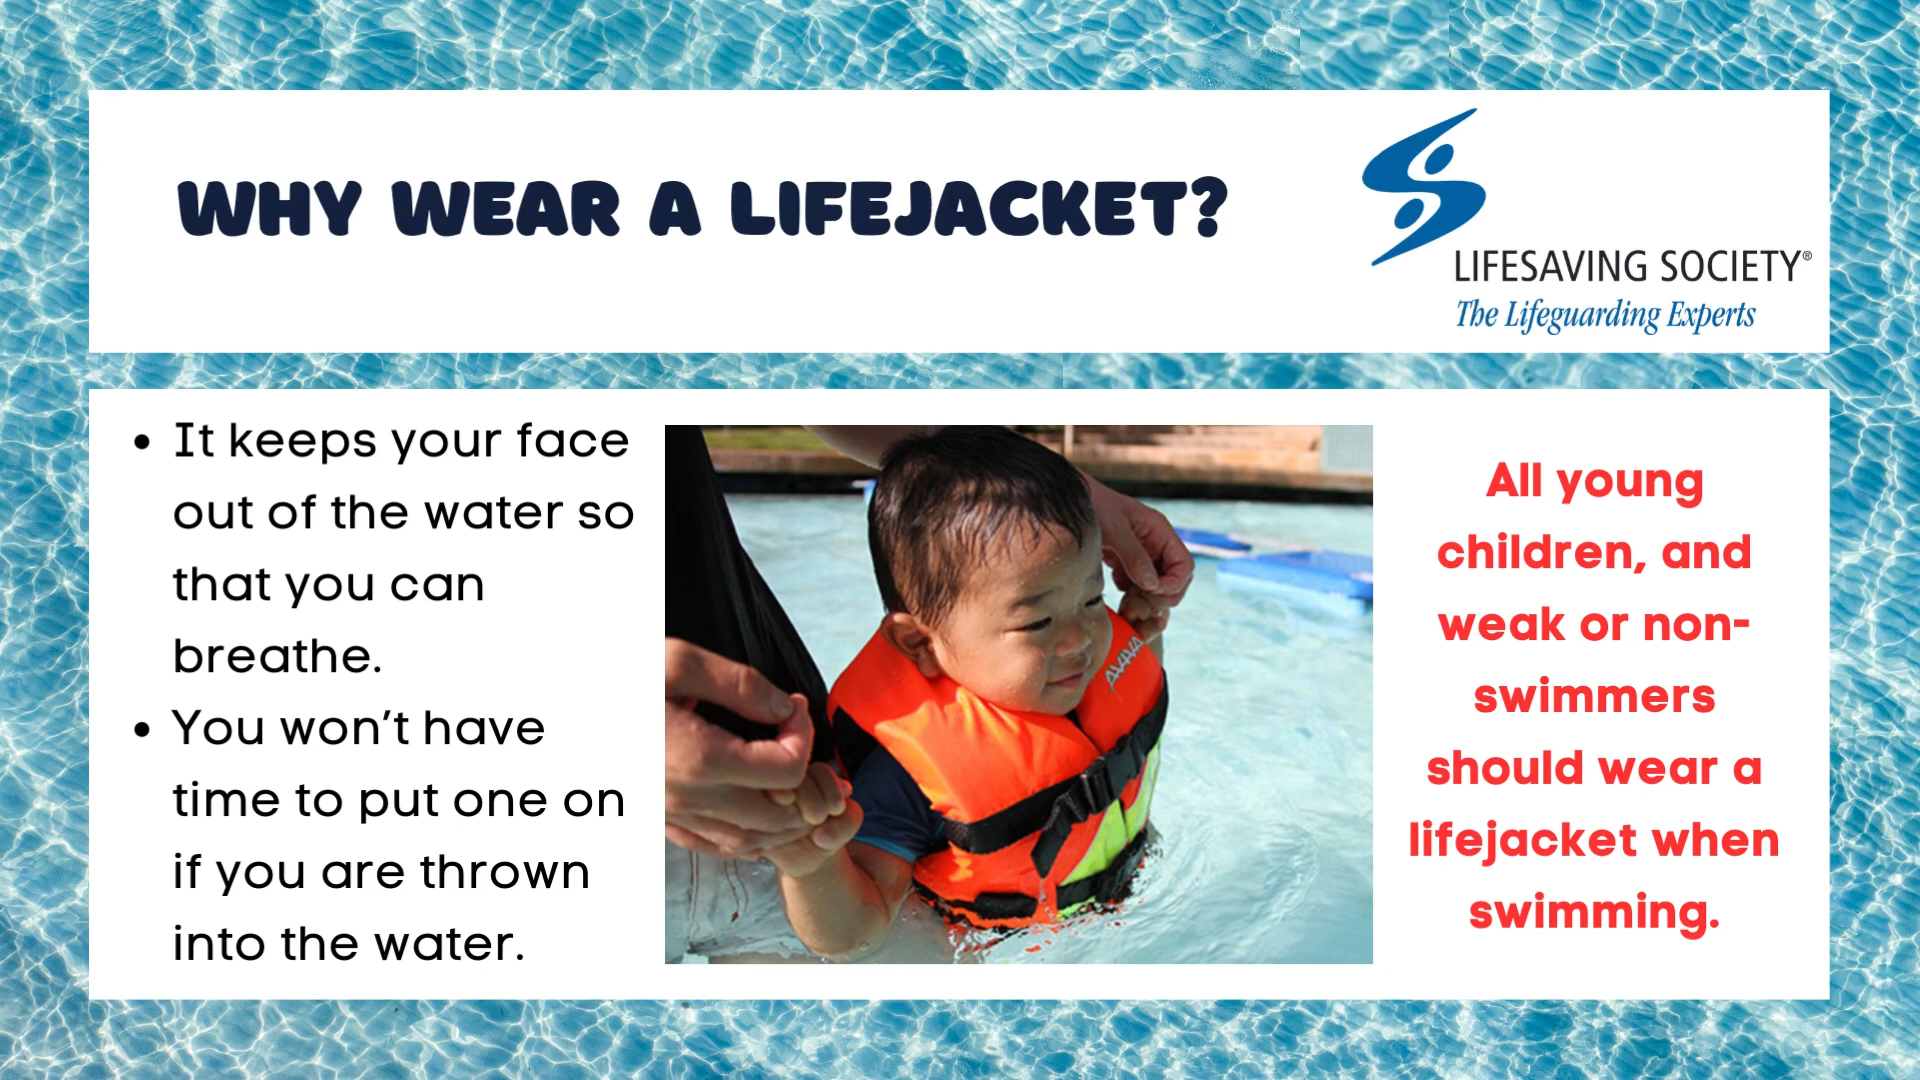 WHY WEAR A LIFEJACKET?
LIFESAVING SOCIETY®
The Lifeguarding Experts
• It keeps your face
out of the water so
that you can
breathe.
• You won’t have
time to put one on
if you are thrown
into the water.
AVAVA
All young
children, and
weak or non-
swimmers
should wear a
lifejacket when
swimming.